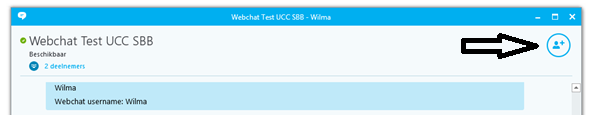 Webchat Test UCC SBB - Wilma
Webchat Test UCC SBB
Beschikbaar
2 deelnemers
Wilma
Webchat username: Wilma